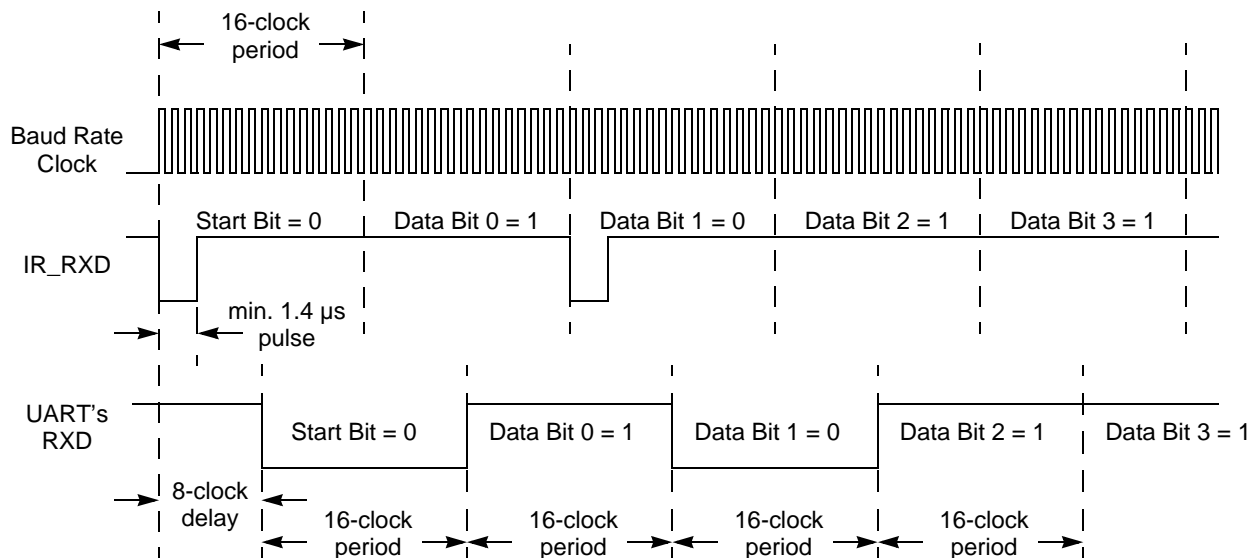 16-clock
period
Baud Rate
Clock
Start Bit = 0
Data Bit 0 = 1
Data Bit 1 = 0
Data Bit 2 = 1
Data Bit 3 = 1
IR_RXD
min. 1.4 µs
pulse
UART's
RXD
Start Bit = 0
Data Bit 0 = 1
Data Bit 1 = 0
Data Bit 2 = 1
Data Bit 3 = 1
8-clock
delay
16-clock
period
16-clock
period
16-clock
period
16-clock
period